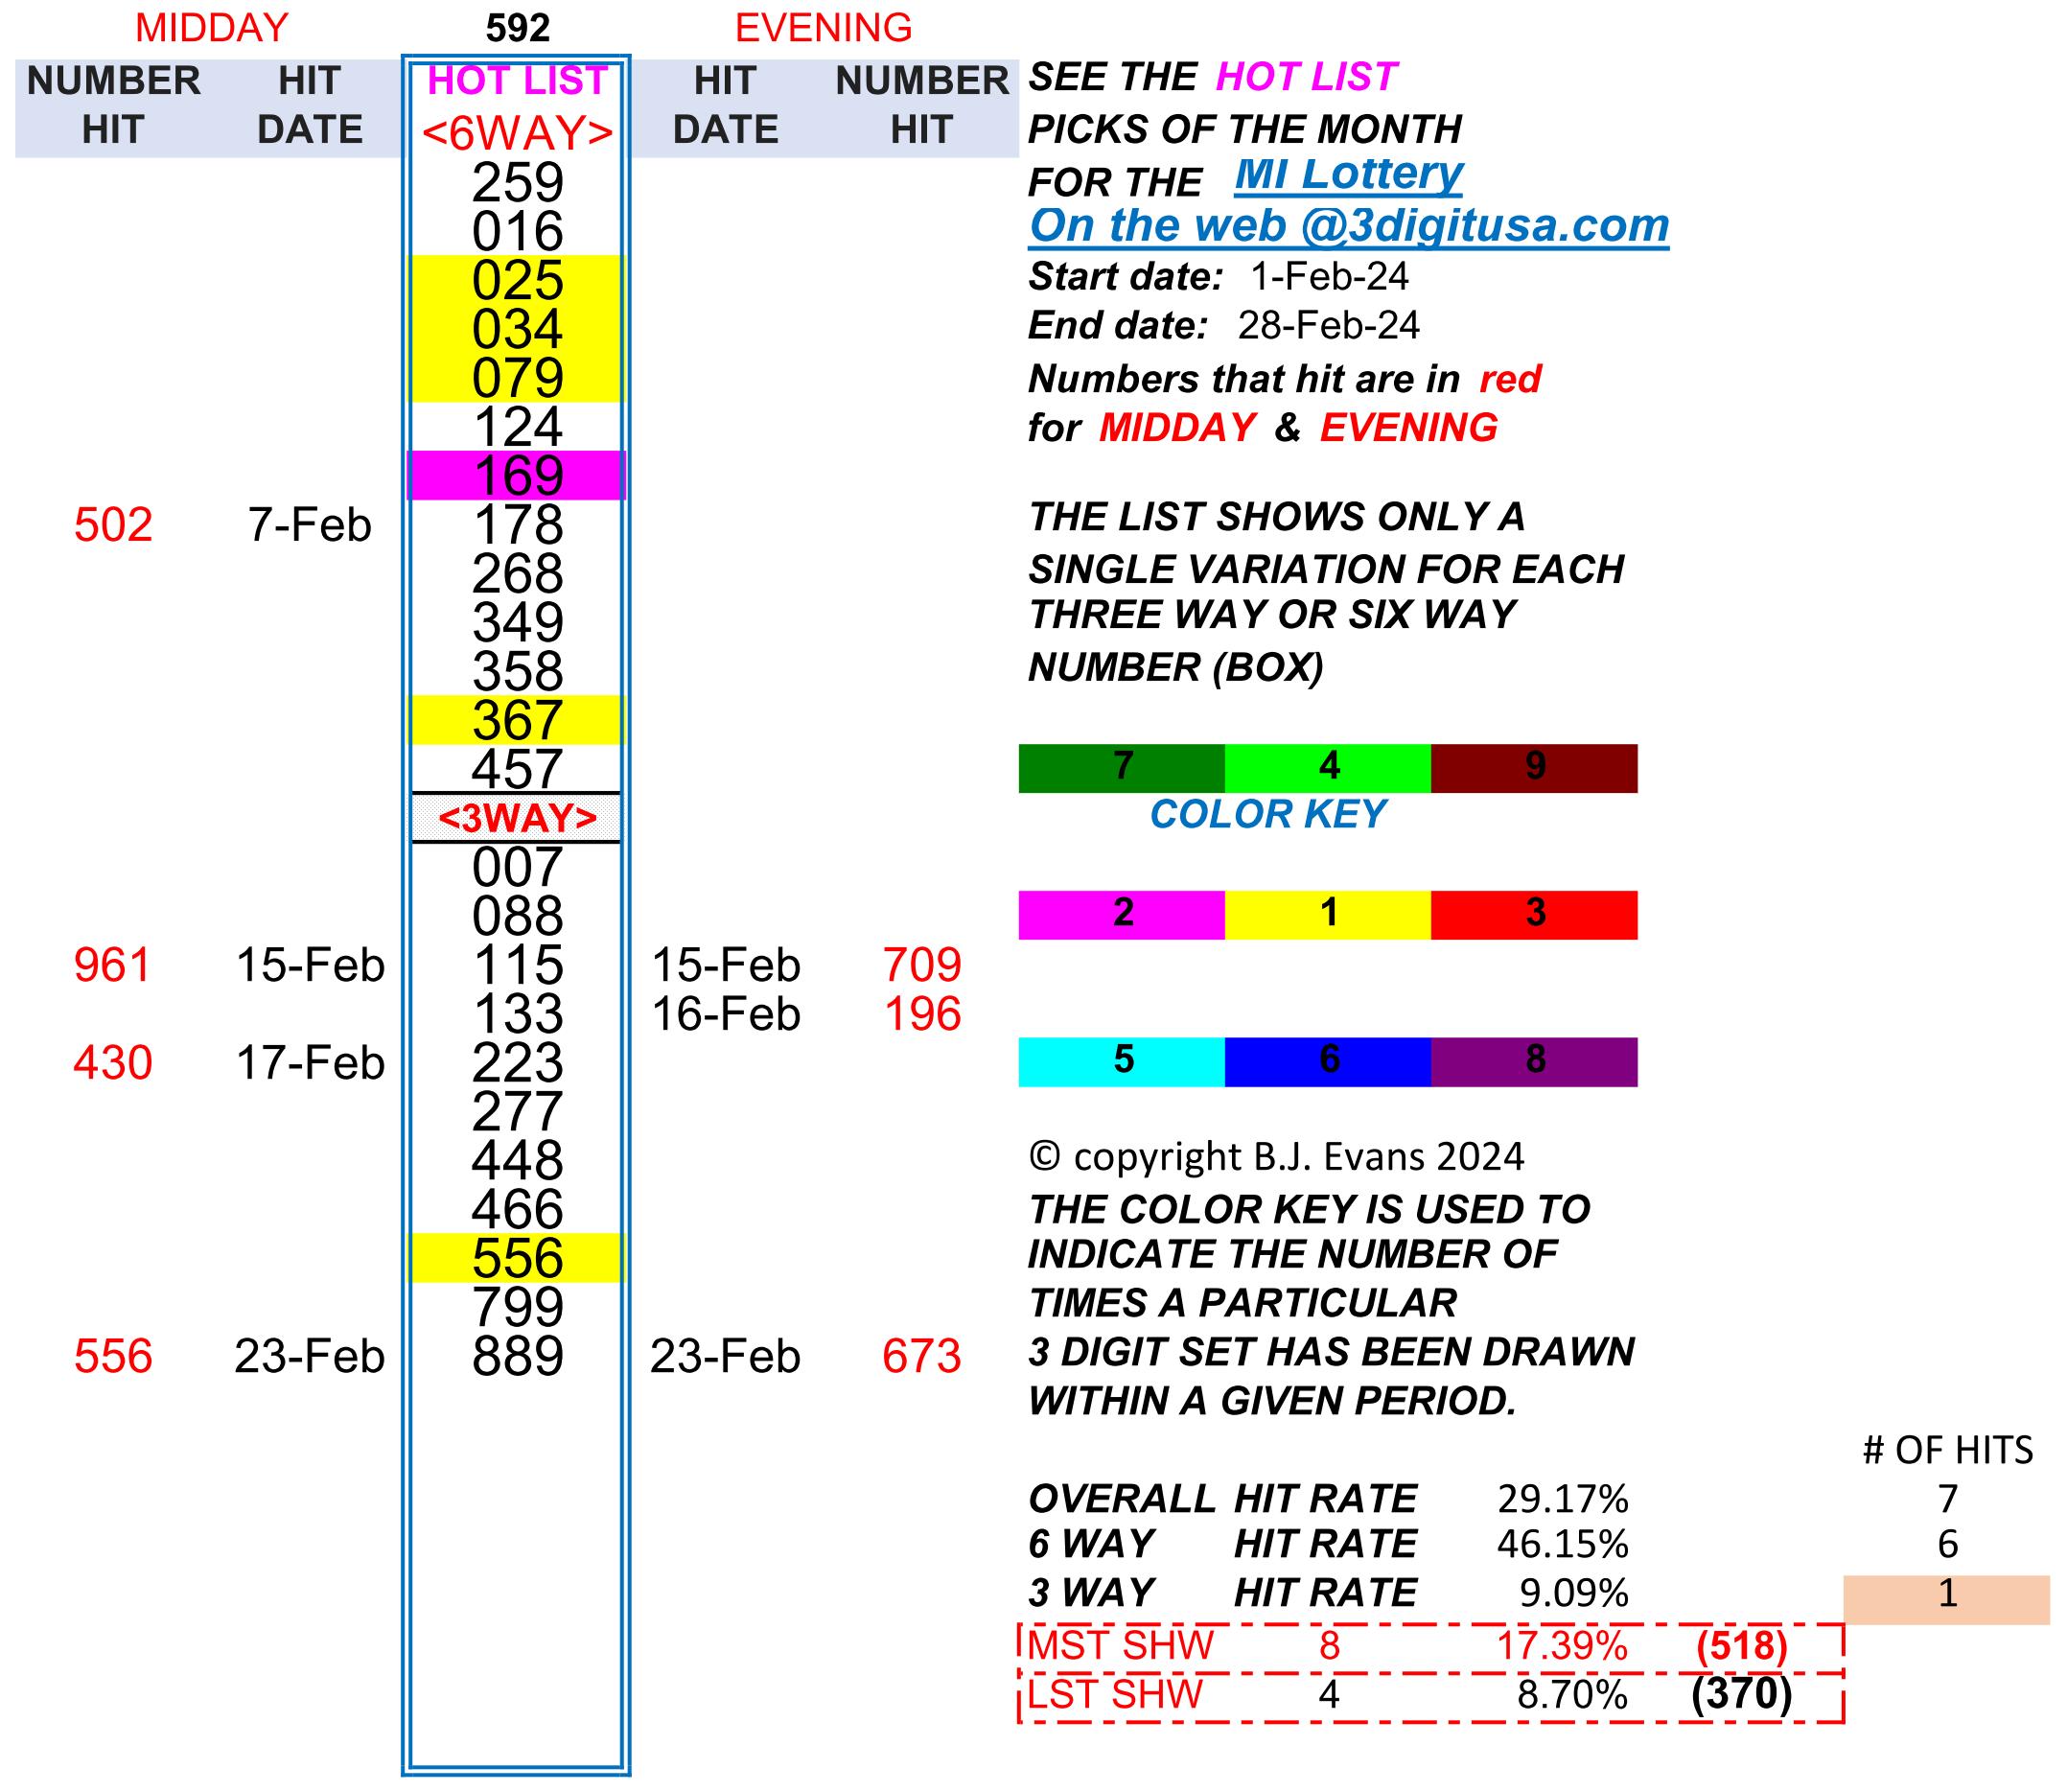 MIDDAY 592 EVENING
NUMBER HIT HOT LIST HIT NUMBER SEE THE HOT LIST
HIT DATE <6WAY> DATE HIT PICKS OF THE MONTH
259 FOR THE MI Lottery
016 On the web @3digitusa.com
025 Start date: 1-Feb-24
034 End date: 28-Feb-24
079 Numbers that hit are in red
124 for MIDDAY & EVENING
169
502 7-Feb 178 THE LIST SHOWS ONLY A
268 SINGLE VARIATION FOR EACH
349 THREE WAY OR SIX WAY
358 NUMBER (BOX)
367
457 7 4 9
<3WAY> COLOR KEY
007
088 2 1 3
961 15-Feb 115 15-Feb 709
133 16-Feb 196
430 17-Feb 223 5 6 8
277
448 © copyright B.J. Evans 2024
466 THE COLOR KEY IS USED TO
556 INDICATE THE NUMBER OF
799 TIMES A PARTICULAR
556 23-Feb 889 23-Feb 673 3 DIGIT SET HAS BEEN DRAWN
WITHIN A GIVEN PERIOD.
# OF HITS
OVERALL HIT RATE 29.17% 7
6 WAY HIT RATE 46.15% 6
3 WAY HIT RATE 9.09% 1
MST SHW 8 17.39% (518)
LST SHW 4 8.70% (370)